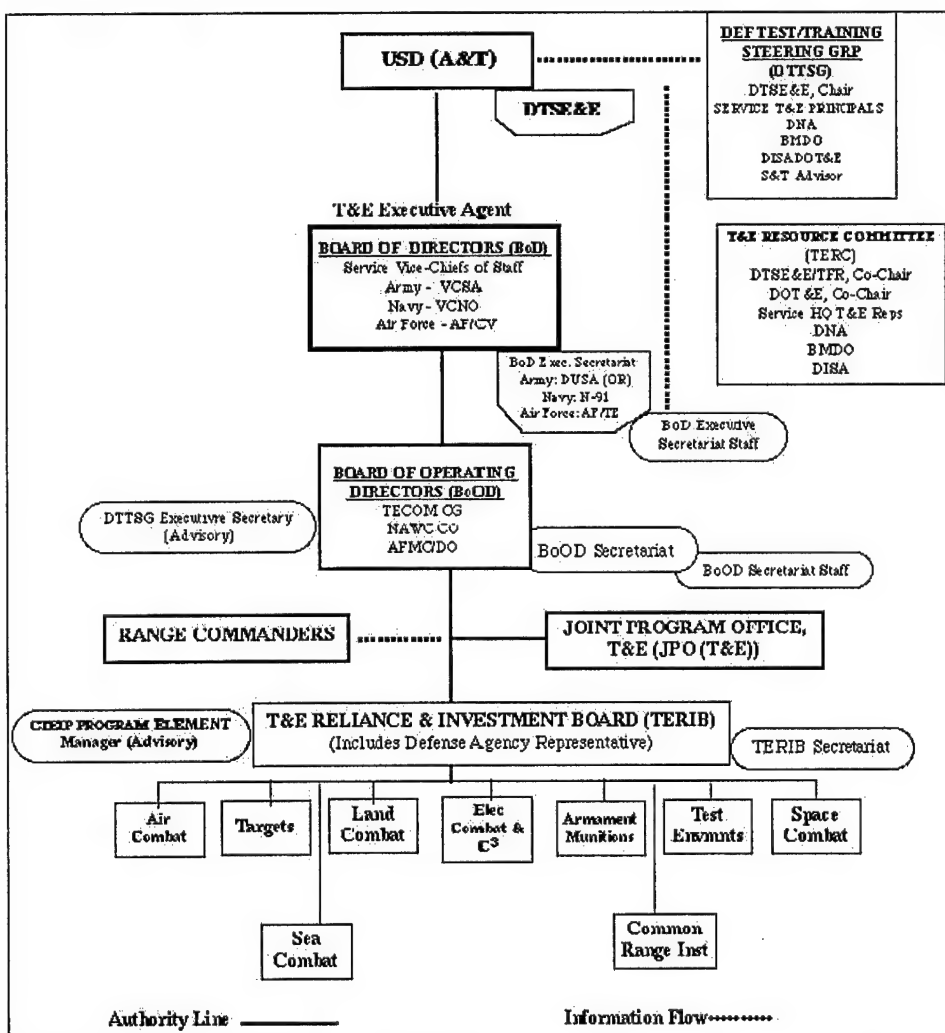 USD (A&T)
DTSE&E
DEF TEST/TRAINING
STEERING GRP
(DTTSG)
DTSE&E, Chair
SERVICE T&E PRINCIPALS
DNA
BMDO
DISADOT&E
S&T Advisor
T&E Executive Agent
BOARD OF DIRECTORS (BoD)
Service Vice-Chiefs of Staff
Army - VCSA
Navy - VCNO
Air Force - AF/CV
T&E RESOURCE COMMITTEE
(TERC)
DTSE&E/TFR, Co-Chair
DOT&E, Co-Chair
Service HQ T&E Reps
DNA
BMDO
DISA
BoD Exec. Secretariat
Army: DUSA (OR)
Navy: N-91
Air Force: AF/TE
BoD Executive
Secretariat Staff
BOARD OF OPERATING
DIRECTORS (BoOD)
TECOM CG
NAWC CO
AFMC/DO
DTTSG Executivre Secretary
(Advisory)
BoOD Secretariat
BoOD Secretariat Staff
RANGE COMMANDERS
JOINT PROGRAM OFFICE,
T&E (JPO (T&E))
CTEIP PROGRAM ELEMENT
Manager (Advisory)
T&E RELIANCE & INVESTMENT BOARD (TERIB)
(Includes Defense Agency Representative)
TERIB Secretariat
Air
Combat
Targets
Land
Combat
Elec
Combat &
C³
Armament
Munitions
Test
Envmnts
Space
Combat
Sea
Combat
Common
Range Inst
Authority Line
Information Flow